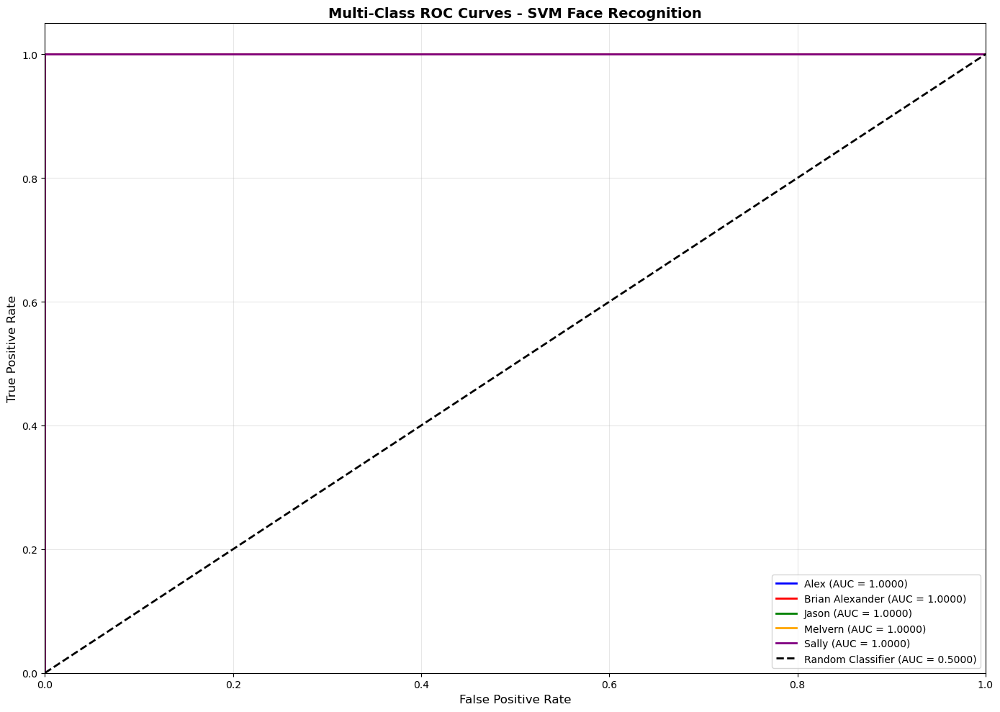 Multi-Class ROC Curves - SVM Face Recognition
True Positive Rate
1.0
0.8
0.6
0.4
0.2
0.0
Alex (AUC = 1.0000)
Brian Alexander (AUC = 1.0000)
Jason (AUC = 1.0000)
Melvern (AUC = 1.0000)
Sally (AUC = 1.0000)
Random Classifier (AUC = 0.5000)
0.0 0.2 0.4 0.6 0.8 1.0
False Positive Rate